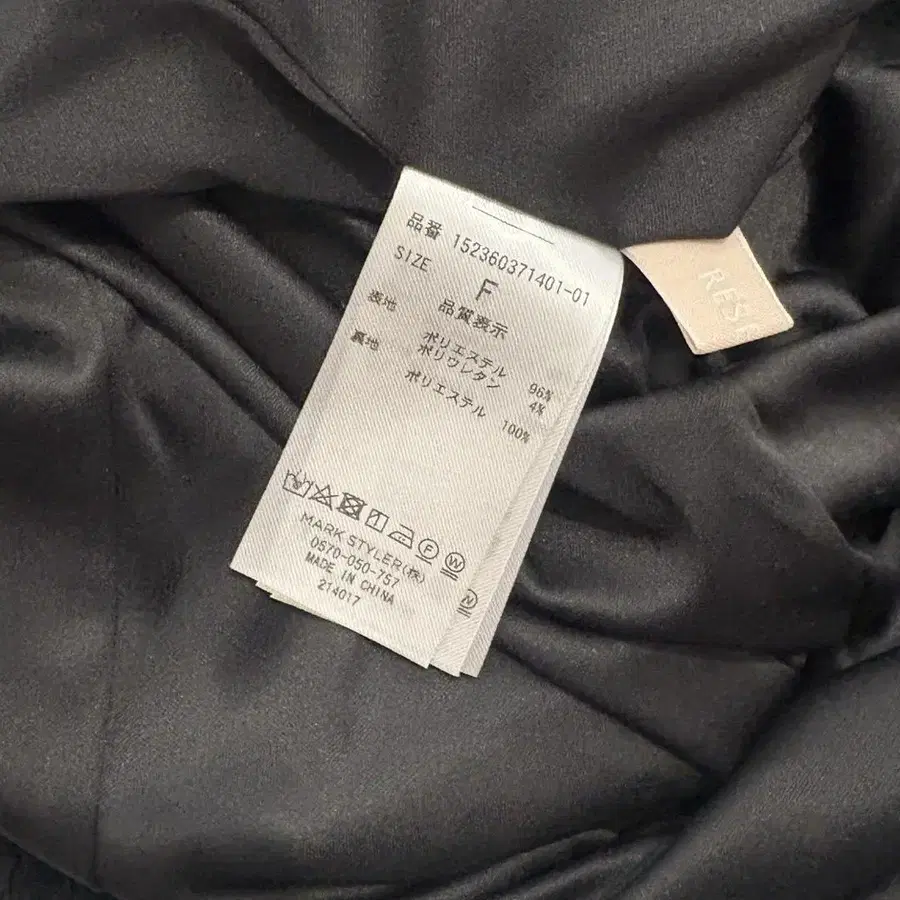 品番 152360371401-01
SIZE
F
品質表示
表地 ポリエステル 96%
ポリウレタン 4%
裏地 ポリエステル 100%
MARK STYLER(株)
0570-050-757
MADE IN CHINA
214017
RES